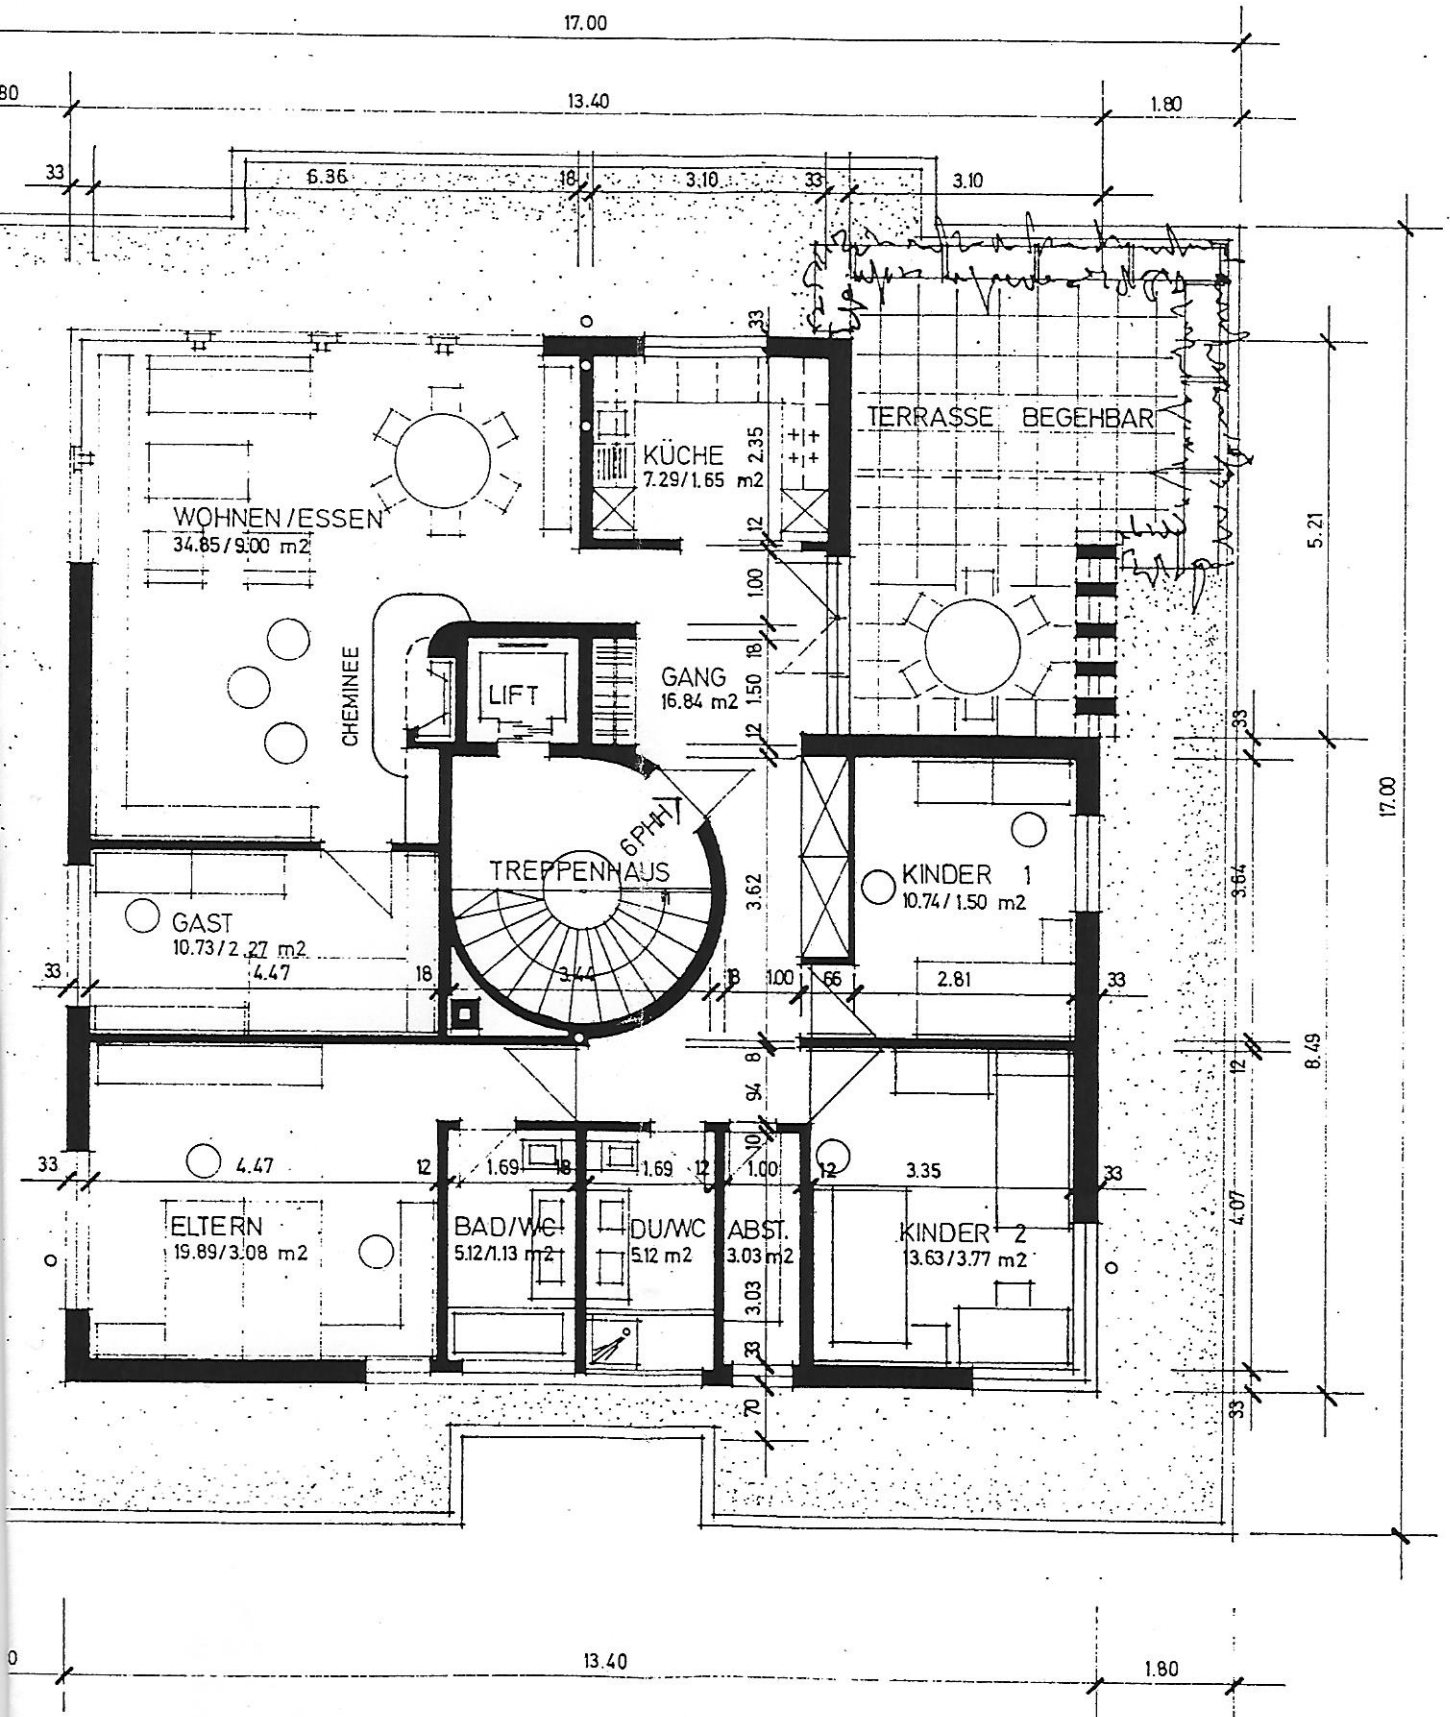 17.00
80
13.40
1.80
33
6.36
18
3.10
33
3.10
33
TERRASSE BEGEHBAR
KÜCHE
7.29/1.65 m2
2.35
WOHNEN/ESSEN
34.85/9.00 m2
12
5.21
1.00
CHEMINEE
LIFT
GANG
16.84 m2
18
1.50
12
33
17.00
6PHH
TREPPENHAUS
3.62
KINDER 1
10.74/1.50 m2
3.64
GAST
10.73/2.27 m2
33
4.47
18
3.44
18
1.00
66
2.81
33
8
94
10
12
8.49
33
4.47
12
1.69
18
1.69
12
1.00
12
3.35
33
4.07
ELTERN
19.89/3.08 m2
BAD/WC
5.12/1.13 m2
DU/WC
5.12 m2
ABST.
3.03 m2
KINDER 2
13.63/3.77 m2
3.03
33
70
33
0
13.40
1.80